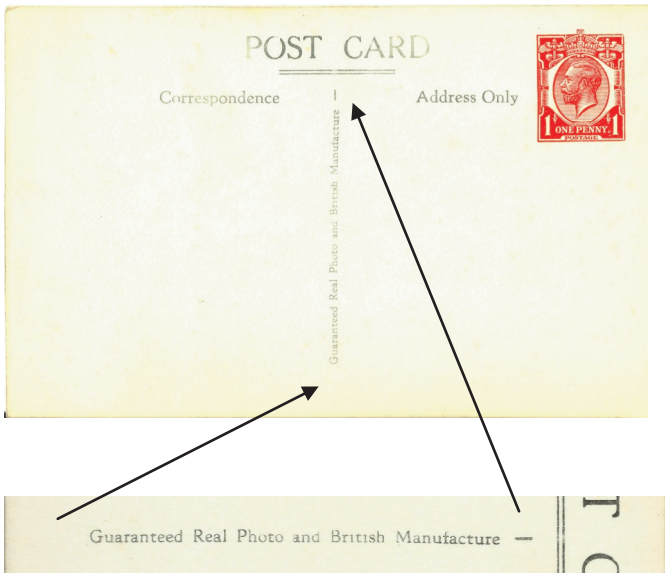 POST CARD
Correspondence
Address Only
1 ONE PENNY. 1
POSTAGE
Guaranteed Real Photo and British Manufacture —
Guaranteed Real Photo and British Manufacture —
T C